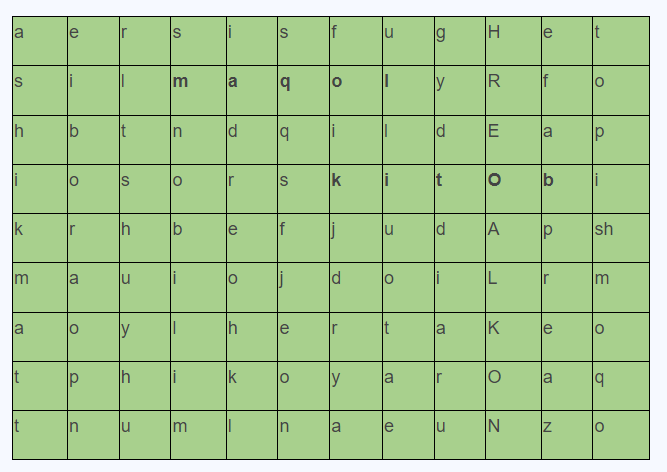 a e r s i s f u g H e t
s i l m a q o l y R f o
h b t n d q i l d E a p
i o s o r s k i t O b i
k r h b e f j u d A p sh
m a u i o j d o i L r m
a o y l h e r t a K e o
t p h i k o y a r O a q
t n u m l n a e u N z o